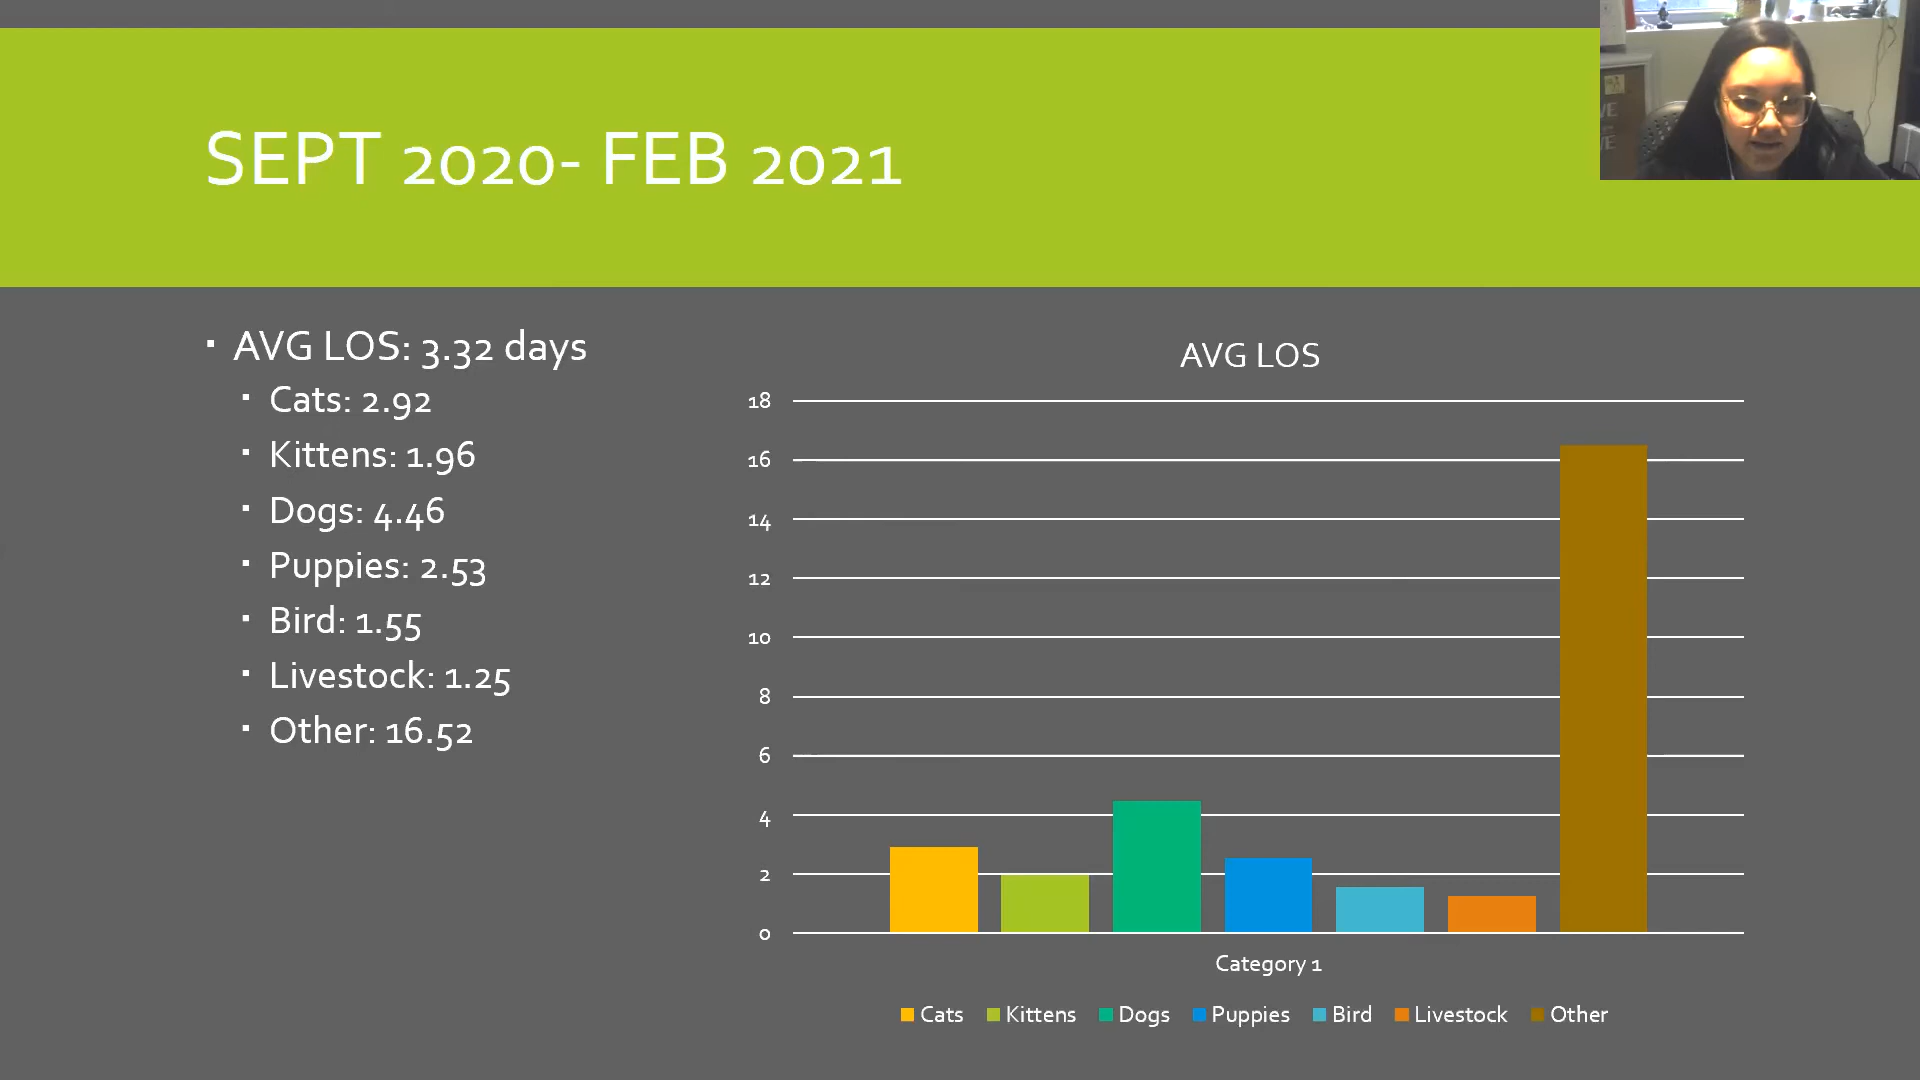 SEPT 2020- FEB 2021
▪ AVG LOS: 3.32 days
▪ Cats: 2.92
▪ Kittens: 1.96
▪ Dogs: 4.46
▪ Puppies: 2.53
▪ Bird: 1.55
▪ Livestock: 1.25
▪ Other: 16.52
AVG LOS
18
16
14
12
10
8
6
4
2
0
Category 1
Cats Kittens Dogs Puppies Bird Livestock Other